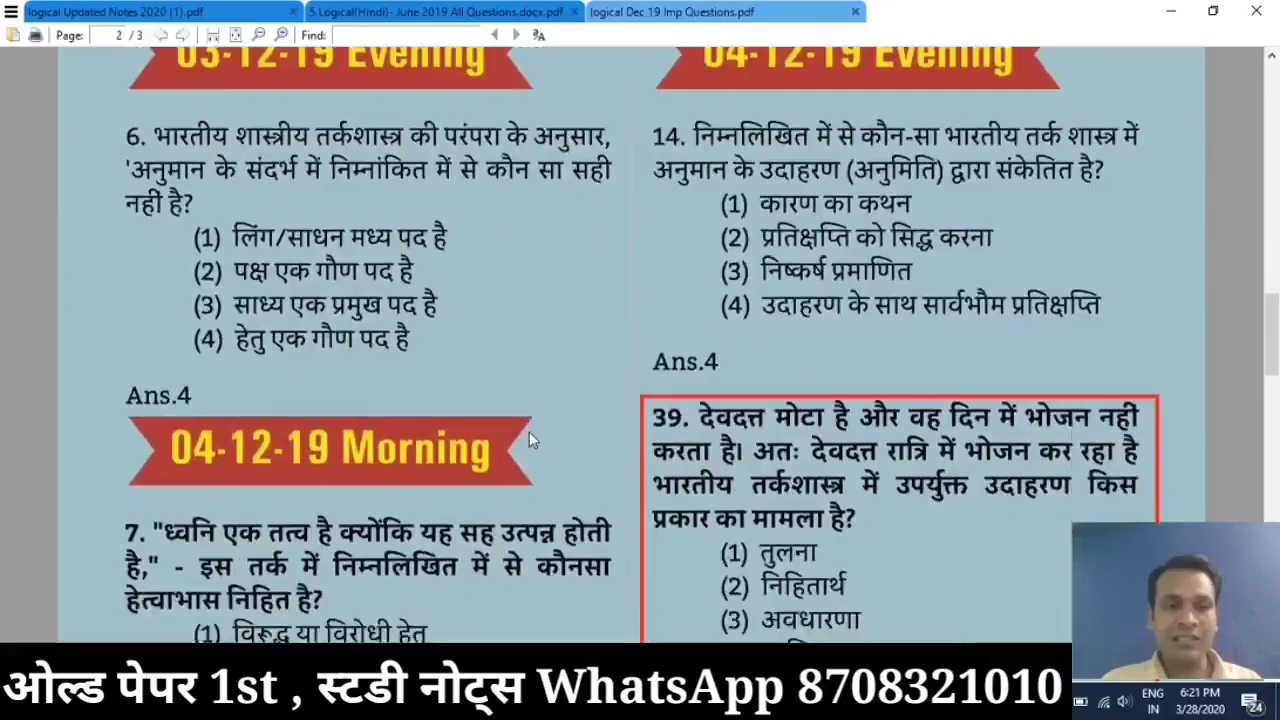 logical Updated Notes 2020 (1).pdf
5.Logical(Hindi)- June 2019 All Questions.docx.pdf
logical Dec 19 Imp Questions.pdf
Page: 2 / 3 Find:
03-12-19 Evening
6. भारतीय शास्त्रीय तर्कशास्त्र की परंपरा के अनुसार,
'अनुमान के संदर्भ में निम्नांकित में से कौन सा सही
नहीं है?
(1) लिंग/साधन मध्य पद है
(2) पक्ष एक गौण पद है
(3) साध्य एक प्रमुख पद है
(4) हेतु एक गौण पद है
Ans.4
04-12-19 Morning
7. "ध्वनि एक तत्व है क्योंकि यह सह उत्पन्न होती
है," - इस तर्क में निम्नलिखित में से कौनसा
हेत्वाभास निहित है?
(1) विरूद्ध या विरोधी हेतु
04-12-19 Evening
14. निम्नलिखित में से कौन-सा भारतीय तर्क शास्त्र में
अनुमान के उदाहरण (अनुमिति) द्वारा संकेतित है?
(1) कारण का कथन
(2) प्रतिक्षप्ति को सिद्ध करना
(3) निष्कर्ष प्रमाणित
(4) उदाहरण के साथ सार्वभौम प्रतिक्षप्ति
Ans.4
39. देवदत्त मोटा है और वह दिन में भोजन नहीं
करता है। अतः देवदत्त रात्रि में भोजन कर रहा है
भारतीय तर्कशास्त्र में उपर्युक्त उदाहरण किस
प्रकार का मामला है?
(1) तुलना
(2) निहितार्थ
(3) अवधारणा
ओल्ड पेपर 1st , स्टडी नोट्स WhatsApp 8708321010
ENG
IN
6:21 PM
3/28/2020
24